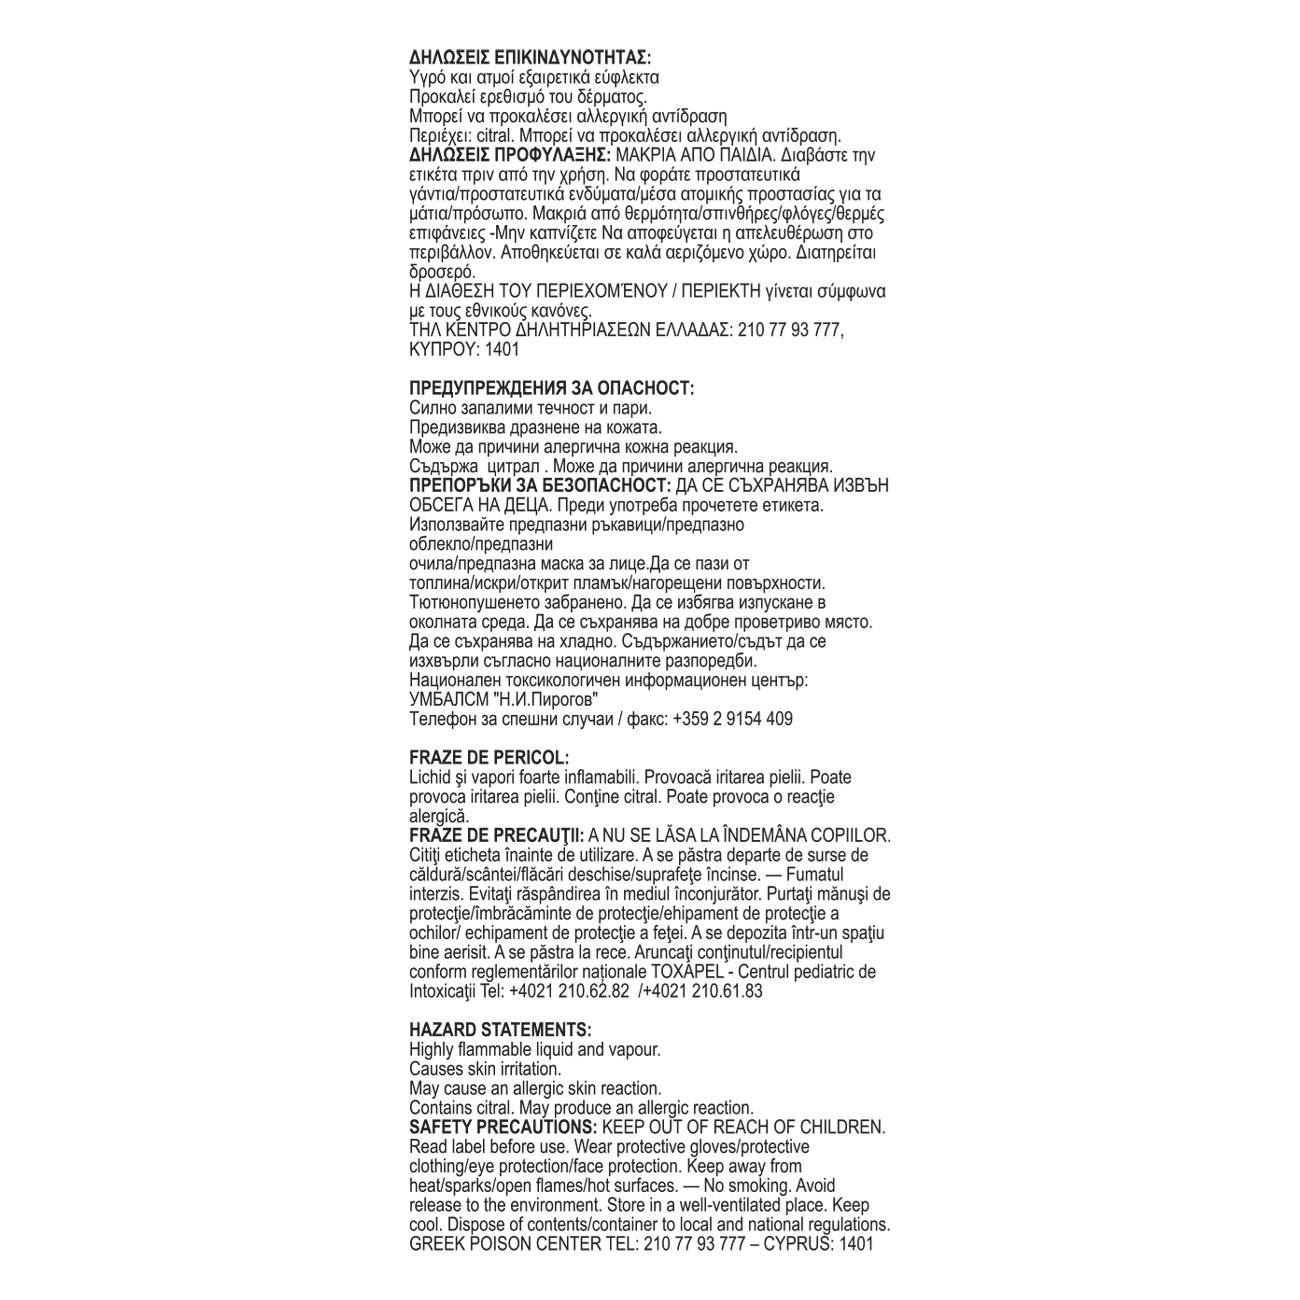 ΔΗΛΩΣΕΙΣ ΕΠΙΚΙΝΔΥΝΟΤΗΤΑΣ:
Υγρό και ατμοί εξαιρετικά εύφλεκτα
Προκαλεί ερεθισμό του δέρματος.
Μπορεί να προκαλέσει αλλεργική αντίδραση
Περιέχει: citral. Μπορεί να προκαλέσει αλλεργική αντίδραση.
ΔΗΛΩΣΕΙΣ ΠΡΟΦΥΛΑΞΗΣ: ΜΑΚΡΙΑ ΑΠΟ ΠΑΙΔΙΑ. Διαβάστε την
ετικέτα πριν από την χρήση. Να φοράτε προστατευτικά
γάντια/προστατευτικά ενδύματα/μέσα ατομικής προστασίας για τα
μάτια/πρόσωπο. Μακριά από θερμότητα/σπινθήρες/φλόγες/θερμές
επιφάνειες -Μην καπνίζετε Να αποφεύγεται η απελευθέρωση στο
περιβάλλον. Αποθηκεύεται σε καλά αεριζόμενο χώρο. Διατηρείται
δροσερό.
Η ΔΙΑΘΕΣΗ ΤΟΥ ΠΕΡΙΕΧΟΜΈΝΟΥ / ΠΕΡΙΕΚΤΗ γίνεται σύμφωνα
με τους εθνικούς κανόνες.
ΤΗΛ ΚΕΝΤΡΟ ΔΗΛΗΤΗΡΙΑΣΕΩΝ ΕΛΛΑΔΑΣ: 210 77 93 777,
ΚΥΠΡΟΥ: 1401
ПРЕДУПРЕЖДЕНИЯ ЗА ОПАСНОСТ:
Силно запалими течност и пари.
Предизвиква дразнене на кожата.
Може да причини алергична кожна реакция.
Съдържа  цитрал . Може да причини алергична реакция.
ПРЕПОРЪКИ ЗА БЕЗОПАСНОСТ: ДА СЕ СЪХРАНЯВА ИЗВЪН
ОБСЕГА НА ДЕЦА. Преди употреба прочетете етикета.
Използвайте предпазни ръкавици/предпазно
облекло/предпазни
очила/предпазна маска за лице.Да се пази от
топлина/искри/открит пламък/нагорещени повърхности.
Тютюнопушенето забранено. Да се избягва изпускане в
околната среда. Да се съхранява на добре проветриво място.
Да се съхранява на хладно. Съдържанието/съдът да се
изхвърли съгласно националните разпоредби.
Национален токсикологичен информационен център:
УМБАЛСМ "Н.И.Пирогов"
Телефон за спешни случаи / факс: +359 2 9154 409
FRAZE DE PERICOL:
Lichid şi vapori foarte inflamabili. Provoacă iritarea pielii. Poate
provoca iritarea pielii. Conţine citral. Poate provoca o reacţie
alergică.
FRAZE DE PRECAUŢII: A NU SE LĂSA LA ÎNDEMÂNA COPIILOR.
Citiţi eticheta înainte de utilizare. A se păstra departe de surse de
căldură/scântei/flăcări deschise/suprafeţe încinse. — Fumatul
interzis. Evitaţi răspândirea în mediul înconjurător. Purtaţi mănuşi de
protecţie/îmbrăcăminte de protecţie/ehipament de protecţie a
ochilor/ echipament de protecţie a feţei. A se depozita într-un spaţiu
bine aerisit. A se păstra la rece. Aruncaţi conţinutul/recipientul
conform reglementărilor naționale TOXAPEL - Centrul pediatric de
Intoxicaţii Tel: +4021 210.62.82  /+4021 210.61.83
HAZARD STATEMENTS:
Highly flammable liquid and vapour.
Causes skin irritation.
May cause an allergic skin reaction.
Contains citral. May produce an allergic reaction.
SAFETY PRECAUTIONS: KEEP OUT OF REACH OF CHILDREN.
Read label before use. Wear protective gloves/protective
clothing/eye protection/face protection. Keep away from
heat/sparks/open flames/hot surfaces. — No smoking. Avoid
release to the environment. Store in a well-ventilated place. Keep
cool. Dispose of contents/container to local and national regulations.
GREEK POISON CENTER TEL: 210 77 93 777 – CYPRUS: 1401